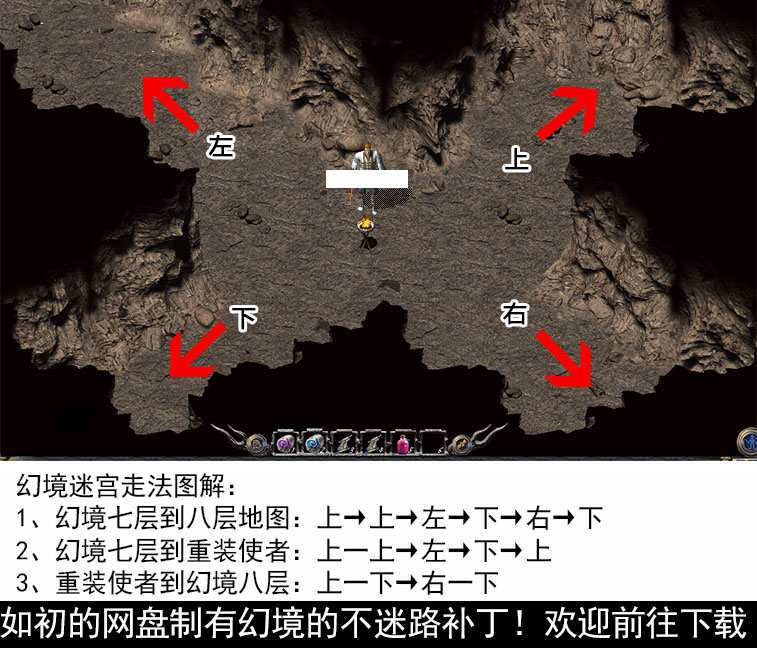 左
上
下
右
幻境迷宫走法图解：
1、幻境七层到八层地图：上→上→左→下→右→下
2、幻境七层到重装使者：上一上→左→下→上
3、重装使者到幻境八层：上一下→右一下
如初的网盘制有幻境的不迷路补丁！欢迎前往下载